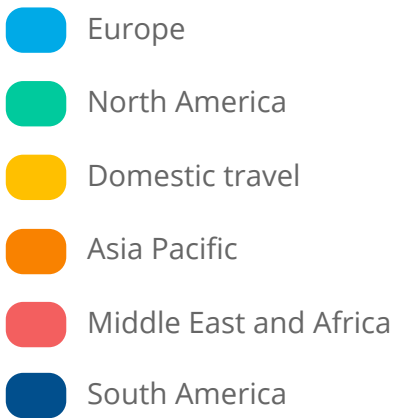 Europe
North America
Domestic travel
Asia Pacific
Middle East and Africa
South America